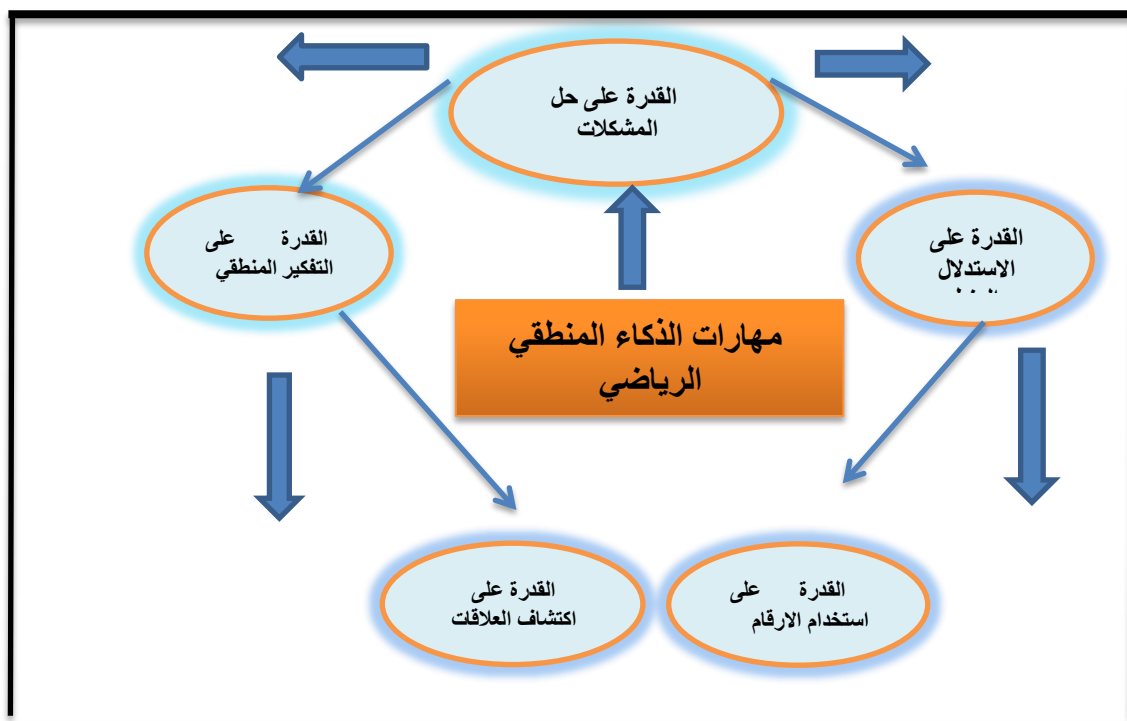 القدرة على حل
المشكلات
القدرة على
الاستدلال
القدرة على
التفكير المنطقي
مهارات الذكاء المنطقي
الرياضي
القدرة على
استخدام الارقام
القدرة على
اكتشاف العلاقات